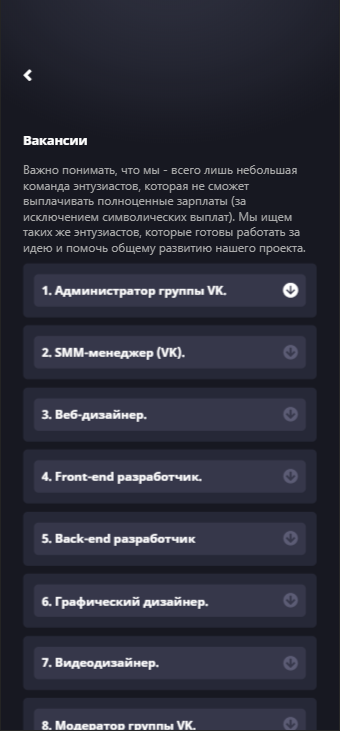 Вакансии
Важно понимать, что мы - всего лишь небольшая
команда энтузиастов, которая не сможет
выплачивать полноценные зарплаты (за
исключением символических выплат). Мы ищем
таких же энтузиастов, которые готовы работать за
идею и помочь общему развитию нашего проекта.
1. Администратор группы VK.
2. SMM-менеджер (VK).
3. Веб-дизайнер.
4. Front-end разработчик.
5. Back-end разработчик
6. Графический дизайнер.
7. Видеодизайнер.
8. Модератор группы VK.